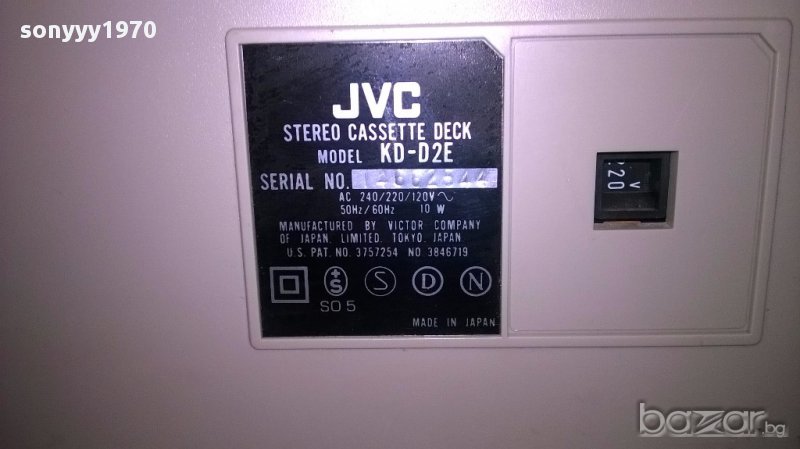 sonyyy1970
JVC
STEREO CASSETTE DECK
MODEL KD-D2E
SERIAL NO.
AC 240/220/120V~
50Hz/60Hz 10 W
MANUFACTURED BY VICTOR COMPANY
OF JAPAN, LIMITED. TOKYO, JAPAN.
U.S. PAT. NO. 3757254 NO. 3846719
S S D N
SO 5
MADE IN JAPAN
220 V
bazar.bg